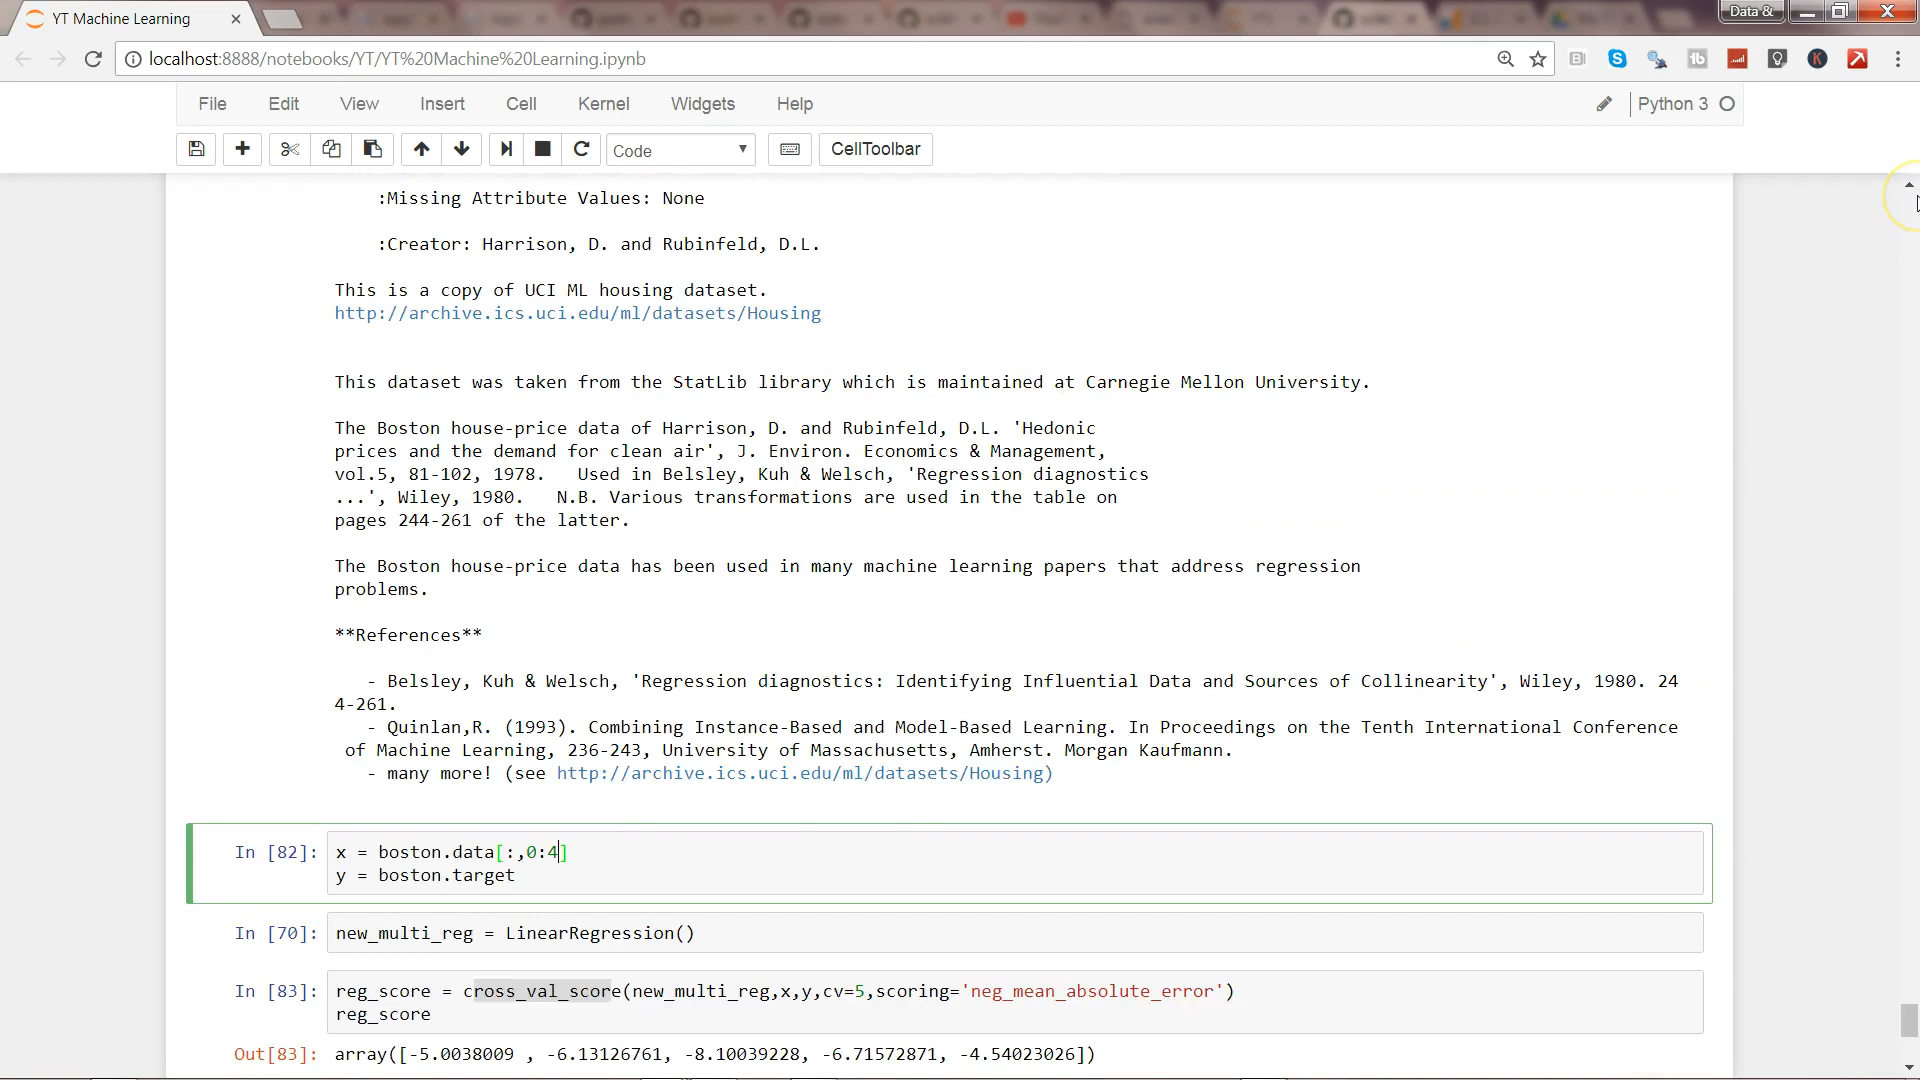 YT Machine Learning
Data &
localhost:8888/notebooks/YT/YT%20Machine%20Learning.ipynb
File Edit View Insert Cell Kernel Widgets Help Python 3
Code CellToolbar
:Missing Attribute Values: None
:Creator: Harrison, D. and Rubinfeld, D.L.
This is a copy of UCI ML housing dataset.
http://archive.ics.uci.edu/ml/datasets/Housing
This dataset was taken from the StatLib library which is maintained at Carnegie Mellon University.
The Boston house-price data of Harrison, D. and Rubinfeld, D.L. 'Hedonic
prices and the demand for clean air', J. Environ. Economics & Management,
vol.5, 81-102, 1978.   Used in Belsley, Kuh & Welsch, 'Regression diagnostics
...', Wiley, 1980.   N.B. Various transformations are used in the table on
pages 244-261 of the latter.
The Boston house-price data has been used in many machine learning papers that address regression
problems.
**References**
- Belsley, Kuh & Welsch, 'Regression diagnostics: Identifying Influential Data and Sources of Collinearity', Wiley, 1980. 24
4-261.
- Quinlan,R. (1993). Combining Instance-Based and Model-Based Learning. In Proceedings on the Tenth International Conference
of Machine Learning, 236-243, University of Massachusetts, Amherst. Morgan Kaufmann.
- many more! (see http://archive.ics.uci.edu/ml/datasets/Housing)
In [82]: x = boston.data[:,0:4]
y = boston.target
In [70]: new_multi_reg = LinearRegression()
In [83]: reg_score = cross_val_score(new_multi_reg,x,y,cv=5,scoring='neg_mean_absolute_error')
reg_score
Out[83]: array([-5.0038009 , -6.13126761, -8.10039228, -6.71572871, -4.54023026])